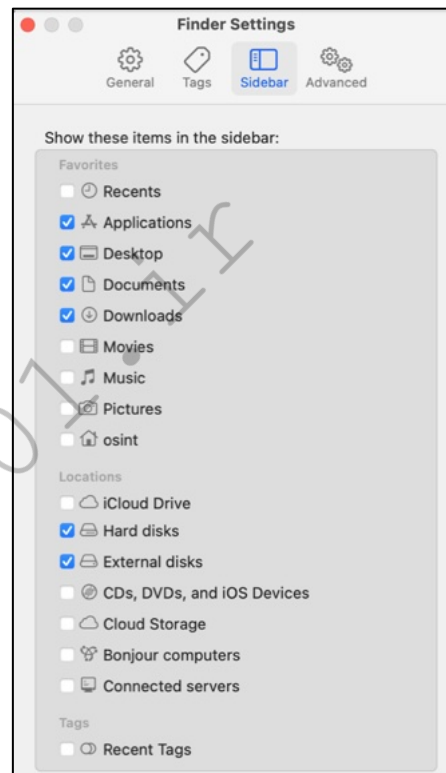 Finder Settings
General Tags Sidebar Advanced
Show these items in the sidebar:
Favorites
Recents
Applications
Desktop
Documents
Downloads
Movies
Music
Pictures
osint
Locations
iCloud Drive
Hard disks
External disks
CDs, DVDs, and iOS Devices
Cloud Storage
Bonjour computers
Connected servers
Tags
Recent Tags
01.ir